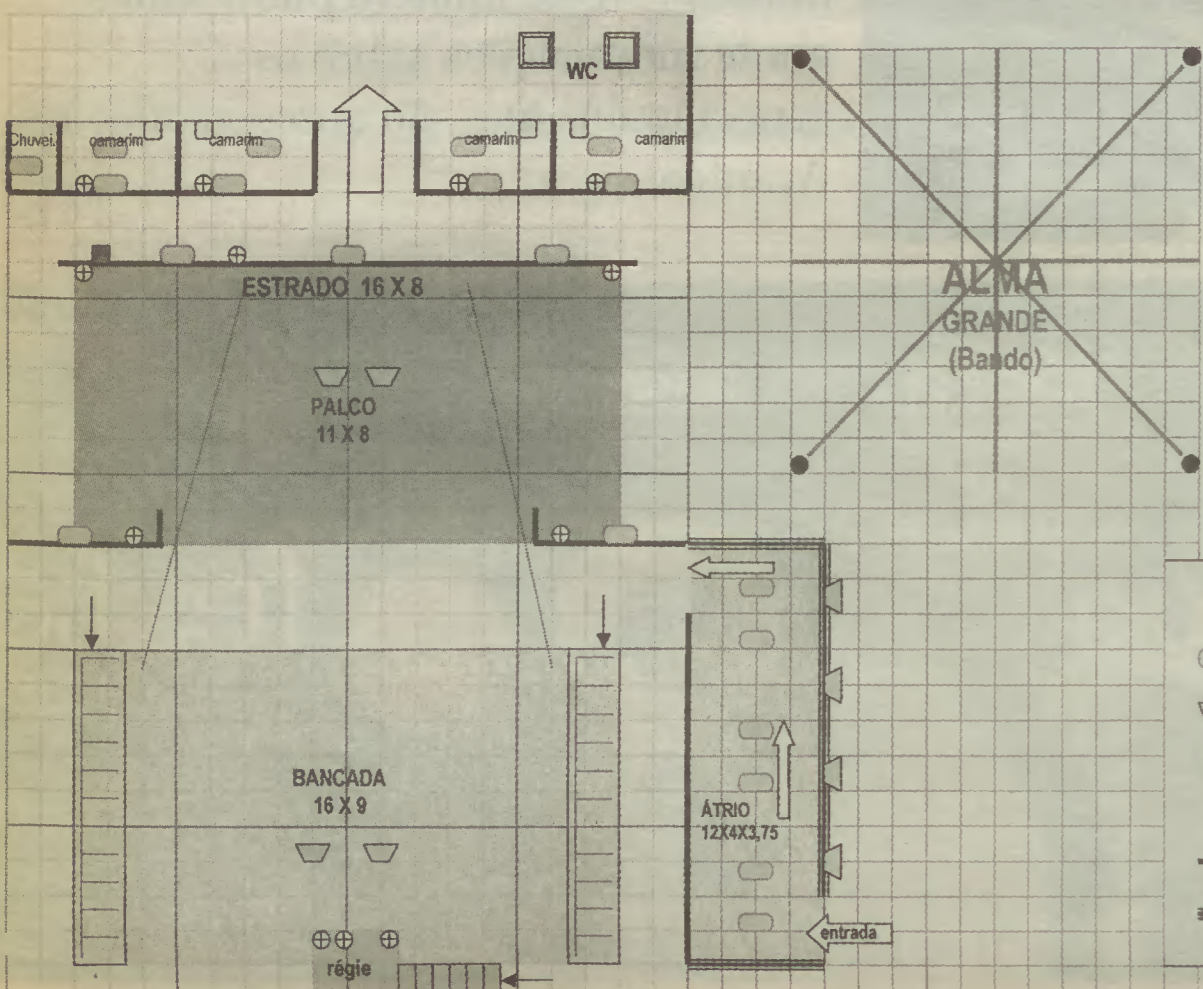 WC
Chuvei.
camarim
camarim
camarim
camarim
ESTRADO 16 X 8
PALCO
11 X 8
ALMA
GRANDE
(Bando)
BANCADA
16 X 9
ÁTRIO
12X4X3,75
entrada
régie